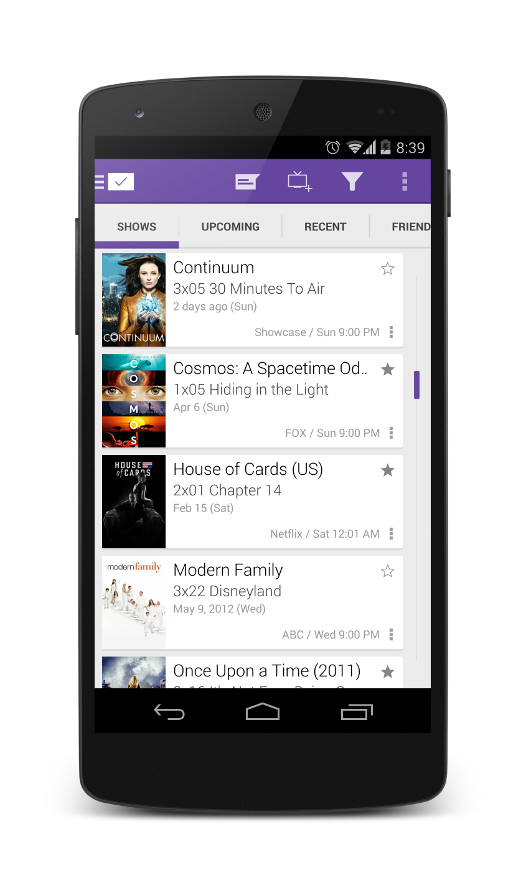 8:39
SHOWS UPCOMING RECENT FRIEND
CONTINUUM
Continuum
3x05 30 Minutes To Air
2 days ago (Sun)
Showcase / Sun 9:00 PM
COSMOS
Cosmos: A Spacetime Od..
1x05 Hiding in the Light
Apr 6 (Sun)
FOX / Sun 9:00 PM
HOUSE
of CARDS
House of Cards (US)
2x01 Chapter 14
Feb 15 (Sat)
Netflix / Sat 12:01 AM
modern family
Modern Family
3x22 Disneyland
May 9, 2012 (Wed)
ABC / Wed 9:00 PM
Once Upon a Time (2011)